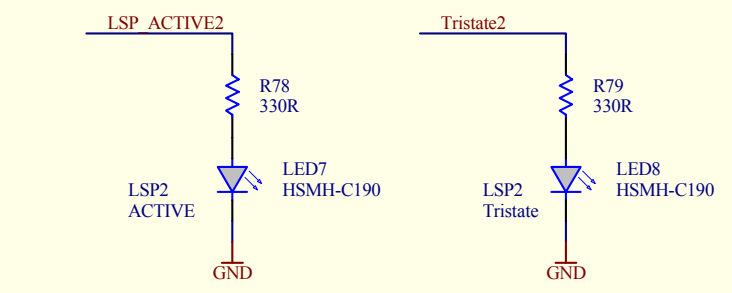 LSP_ACTIVE2
Tristate2
R78
330R
R79
330R
LED7
HSMH-C190
LSP2
ACTIVE
LED8
HSMH-C190
LSP2
Tristate
GND
GND